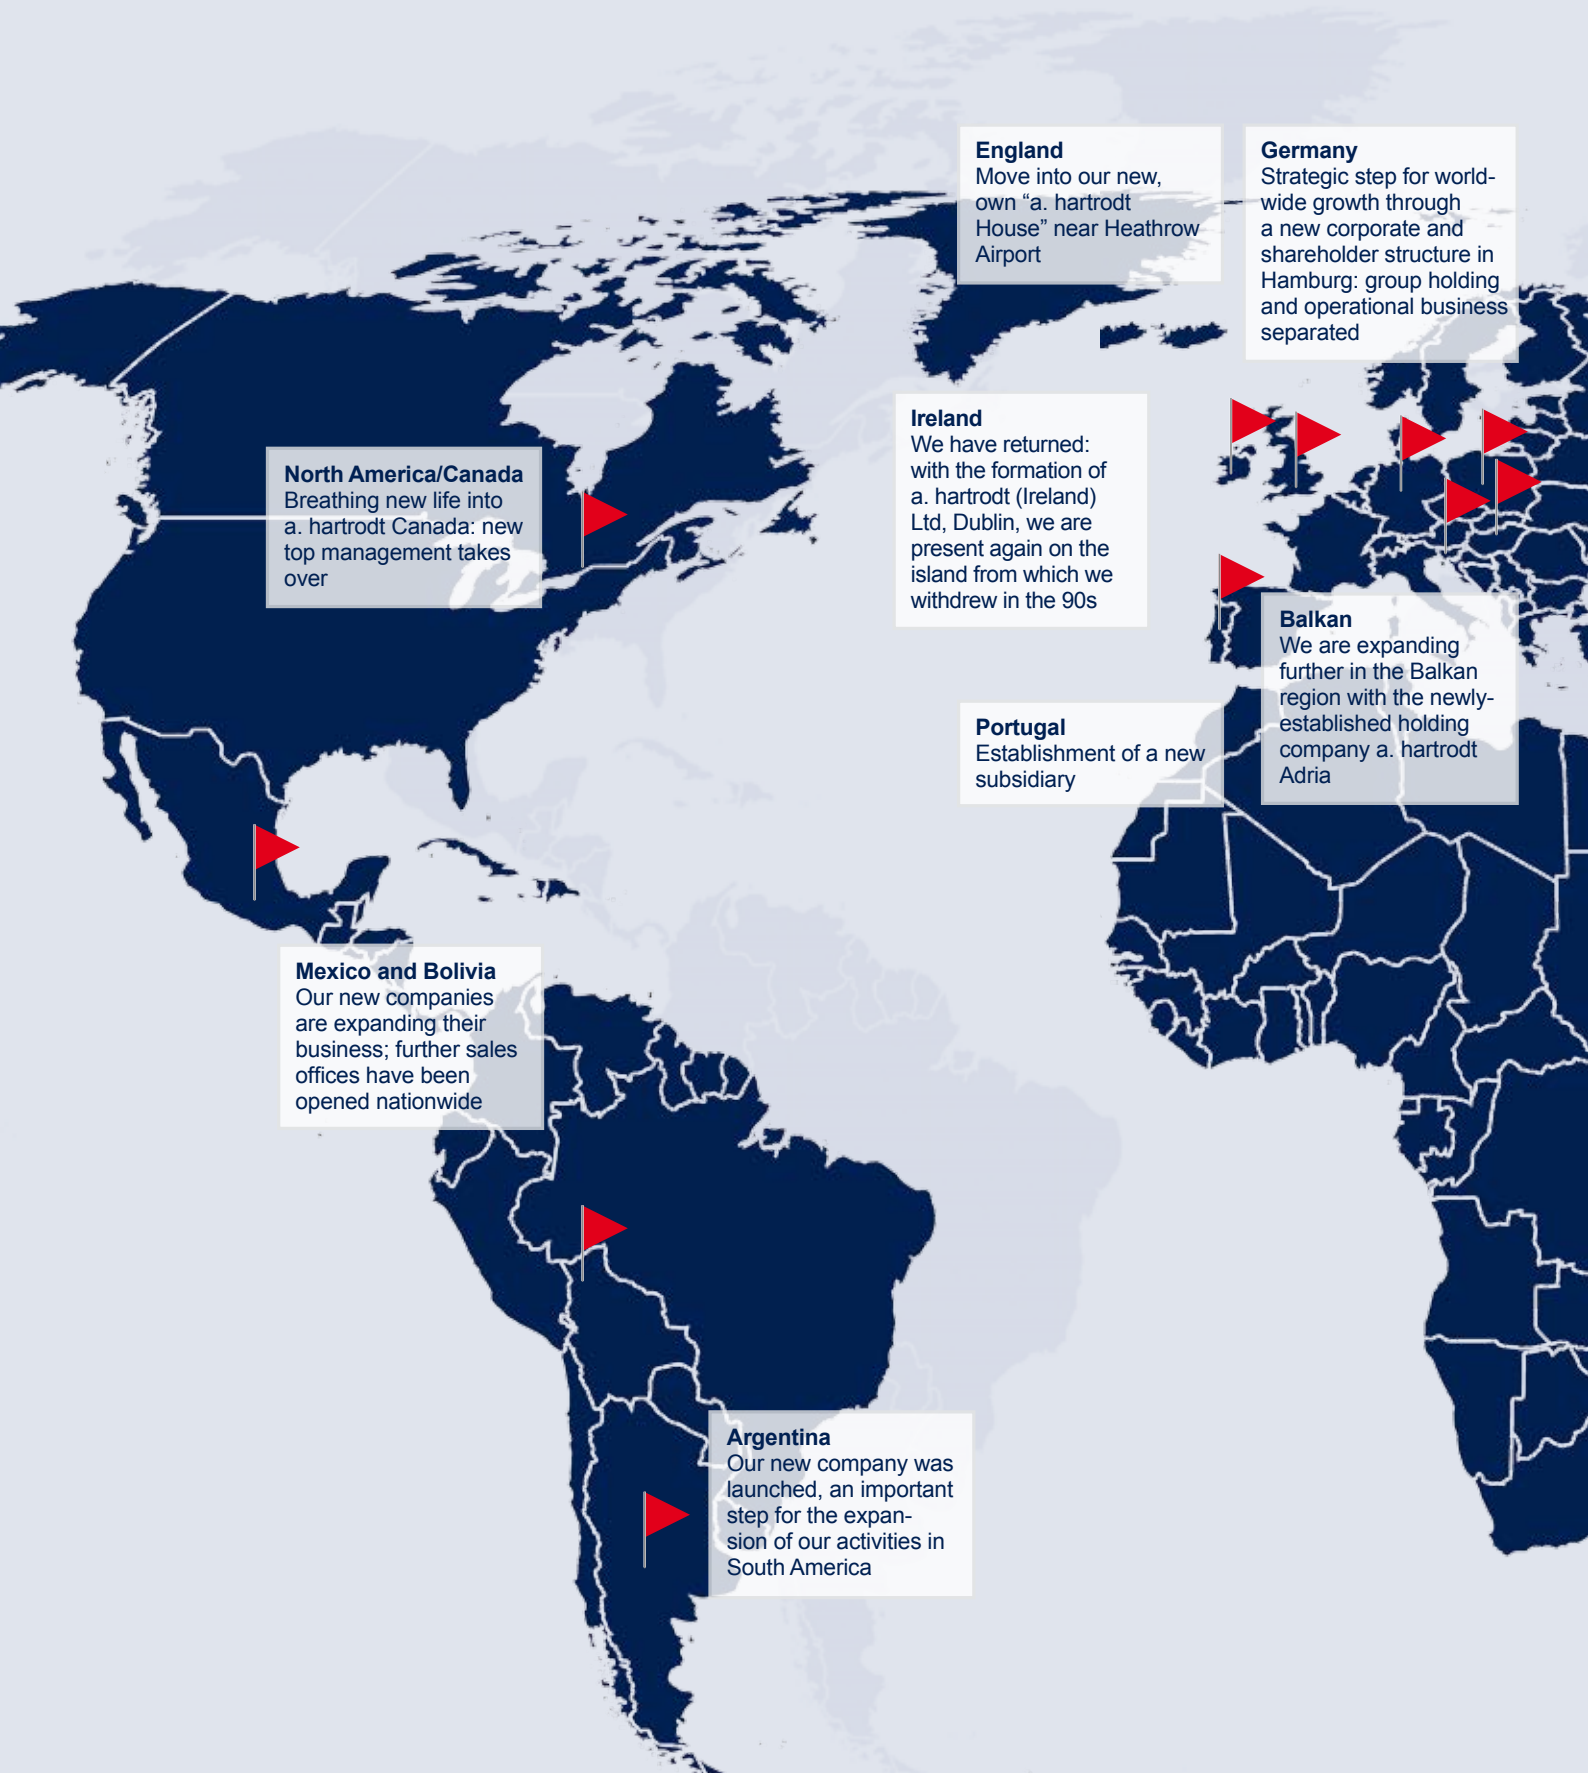 England
Move into our new,
own “a. hartrodt
House” near Heathrow
Airport
Germany
Strategic step for world-
wide growth through
a new corporate and
shareholder structure in
Hamburg: group holding
and operational business
separated
Ireland
We have returned:
with the formation of
a. hartrodt (Ireland)
Ltd, Dublin, we are
present again on the
island from which we
withdrew in the 90s
North America/Canada
Breathing new life into
a. hartrodt Canada: new
top management takes
over
Balkan
We are expanding
further in the Balkan
region with the newly-
established holding
company a. hartrodt
Adria
Portugal
Establishment of a new
subsidiary
Mexico and Bolivia
Our new companies
are expanding their
business; further sales
offices have been
opened nationwide
Argentina
Our new company was
launched, an important
step for the expan-
sion of our activities in
South America